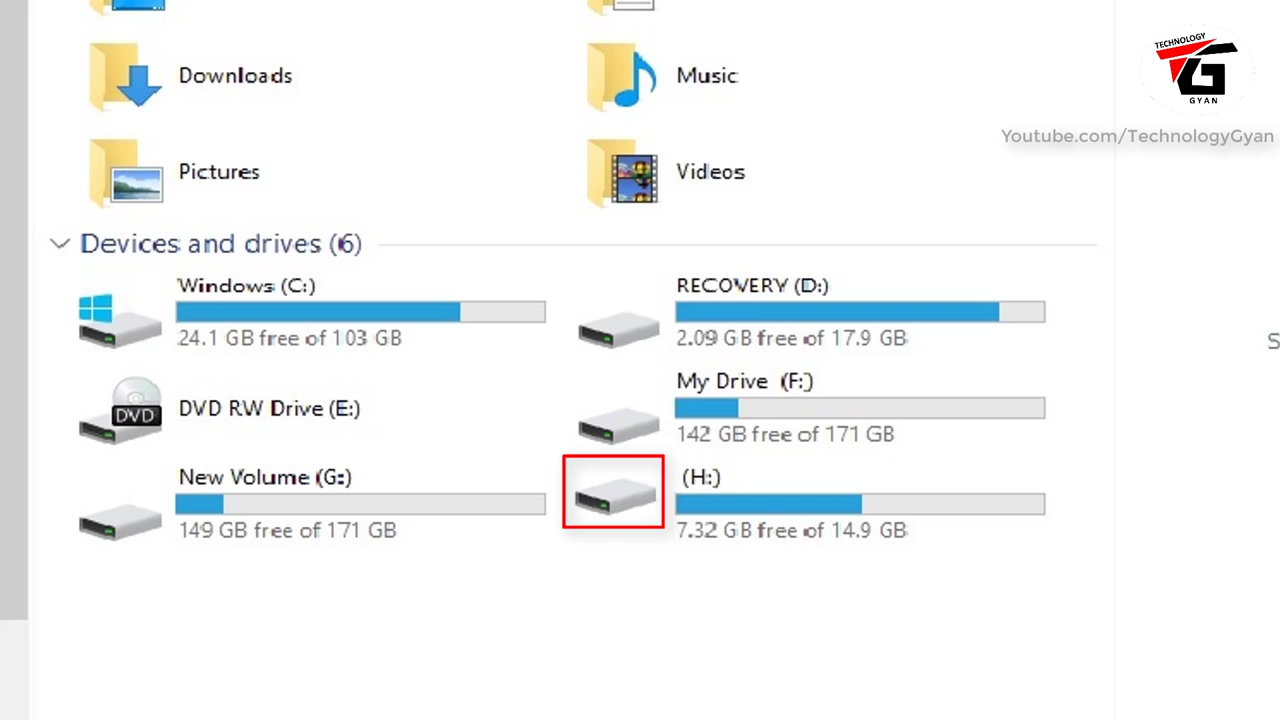 TECHNOLOGY
TG
GYAN
Youtube.com/TechnologyGyan
Downloads
Music
Pictures
Videos
Devices and drives (6)
Windows (C:)
24.1 GB free of 103 GB
RECOVERY (D:)
2.09 GB free of 17.9 GB
DVD
DVD RW Drive (E:)
My Drive (F:)
142 GB free of 171 GB
New Volume (G:)
149 GB free of 171 GB
(H:)
7.32 GB free of 14.9 GB
S